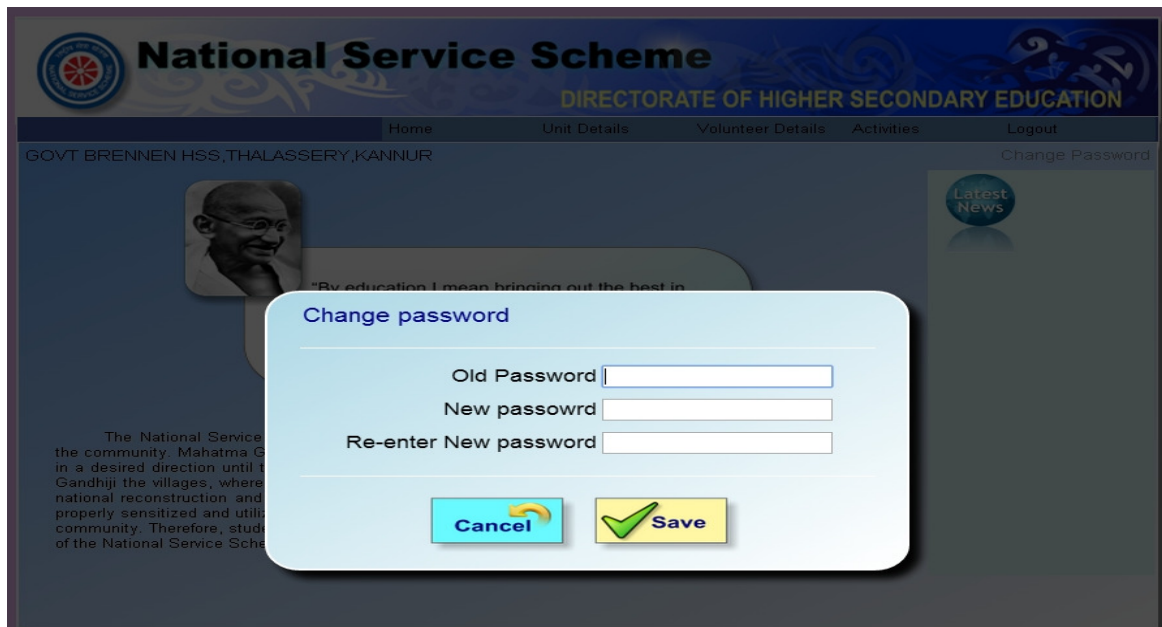 National Service Scheme
DIRECTORATE OF HIGHER SECONDARY EDUCATION
Home Unit Details Volunteer Details Activities Logout
GOVT BRENNEN HSS,THALASSERY,KANNUR
Change Password
Latest
News
"By education I mean bringing out the best in
Change password
Old Password
New passowrd
Re-enter New password
Cancel
Save
The National Service
the community. Mahatma G
in a desired direction until t
Gandhiji the villages, where
national reconstruction and
properly sensitized and utiliz
community. Therefore, stude
of the National Service Sche